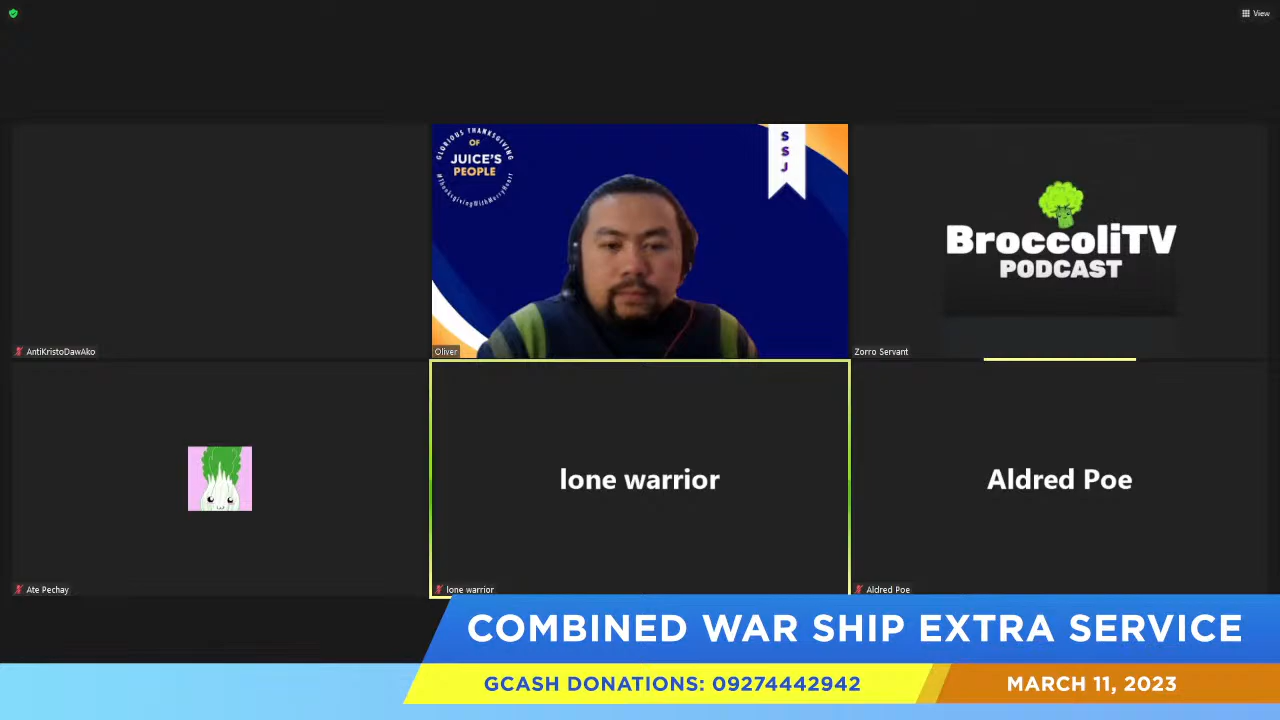 View
GLORIOUS THANKSGIVING
OF
JUICE'S
PEOPLE
#ThanksgivingWithMerryHeart
S
S
J
BroccoliTV
PODCAST
AntiKristoDawAko
Oliver
Zorro Servant
lone warrior
Aldred Poe
Ate Pechay
lone warrior
Aldred Poe
COMBINED WAR SHIP EXTRA SERVICE
GCASH DONATIONS: 09274442942
MARCH 11, 2023